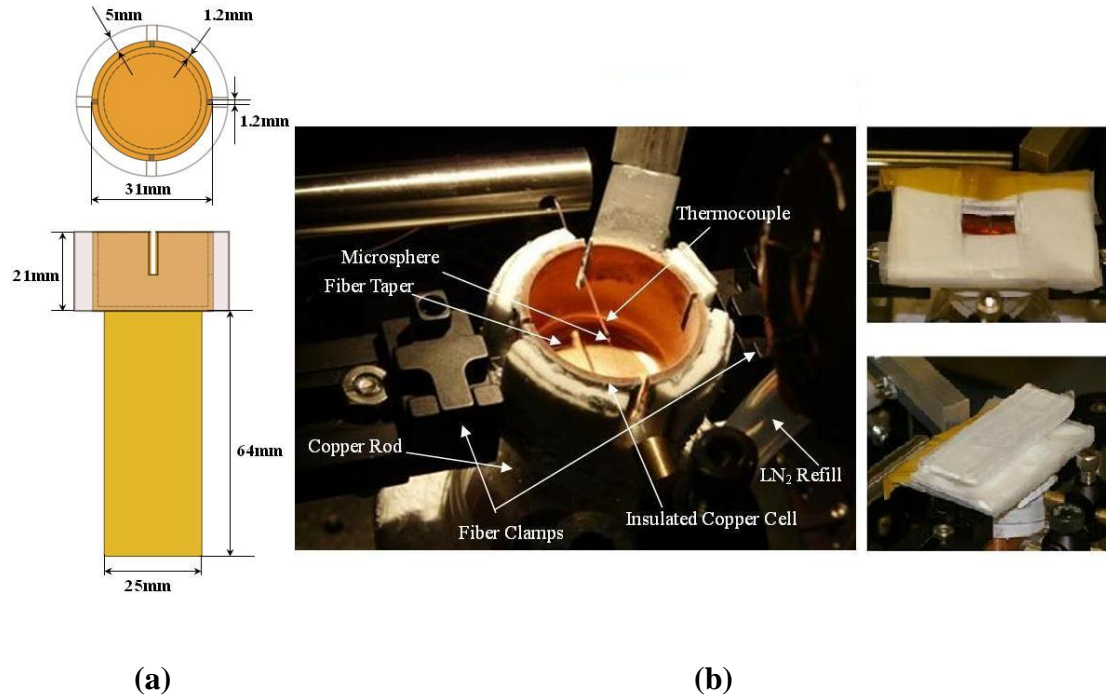 5mm
1.2mm
1.2mm
31mm
21mm
64mm
25mm
Thermocouple
Microsphere
Fiber Taper
Copper Rod
LN₂ Refill
Insulated Copper Cell
Fiber Clamps
(a)
(b)